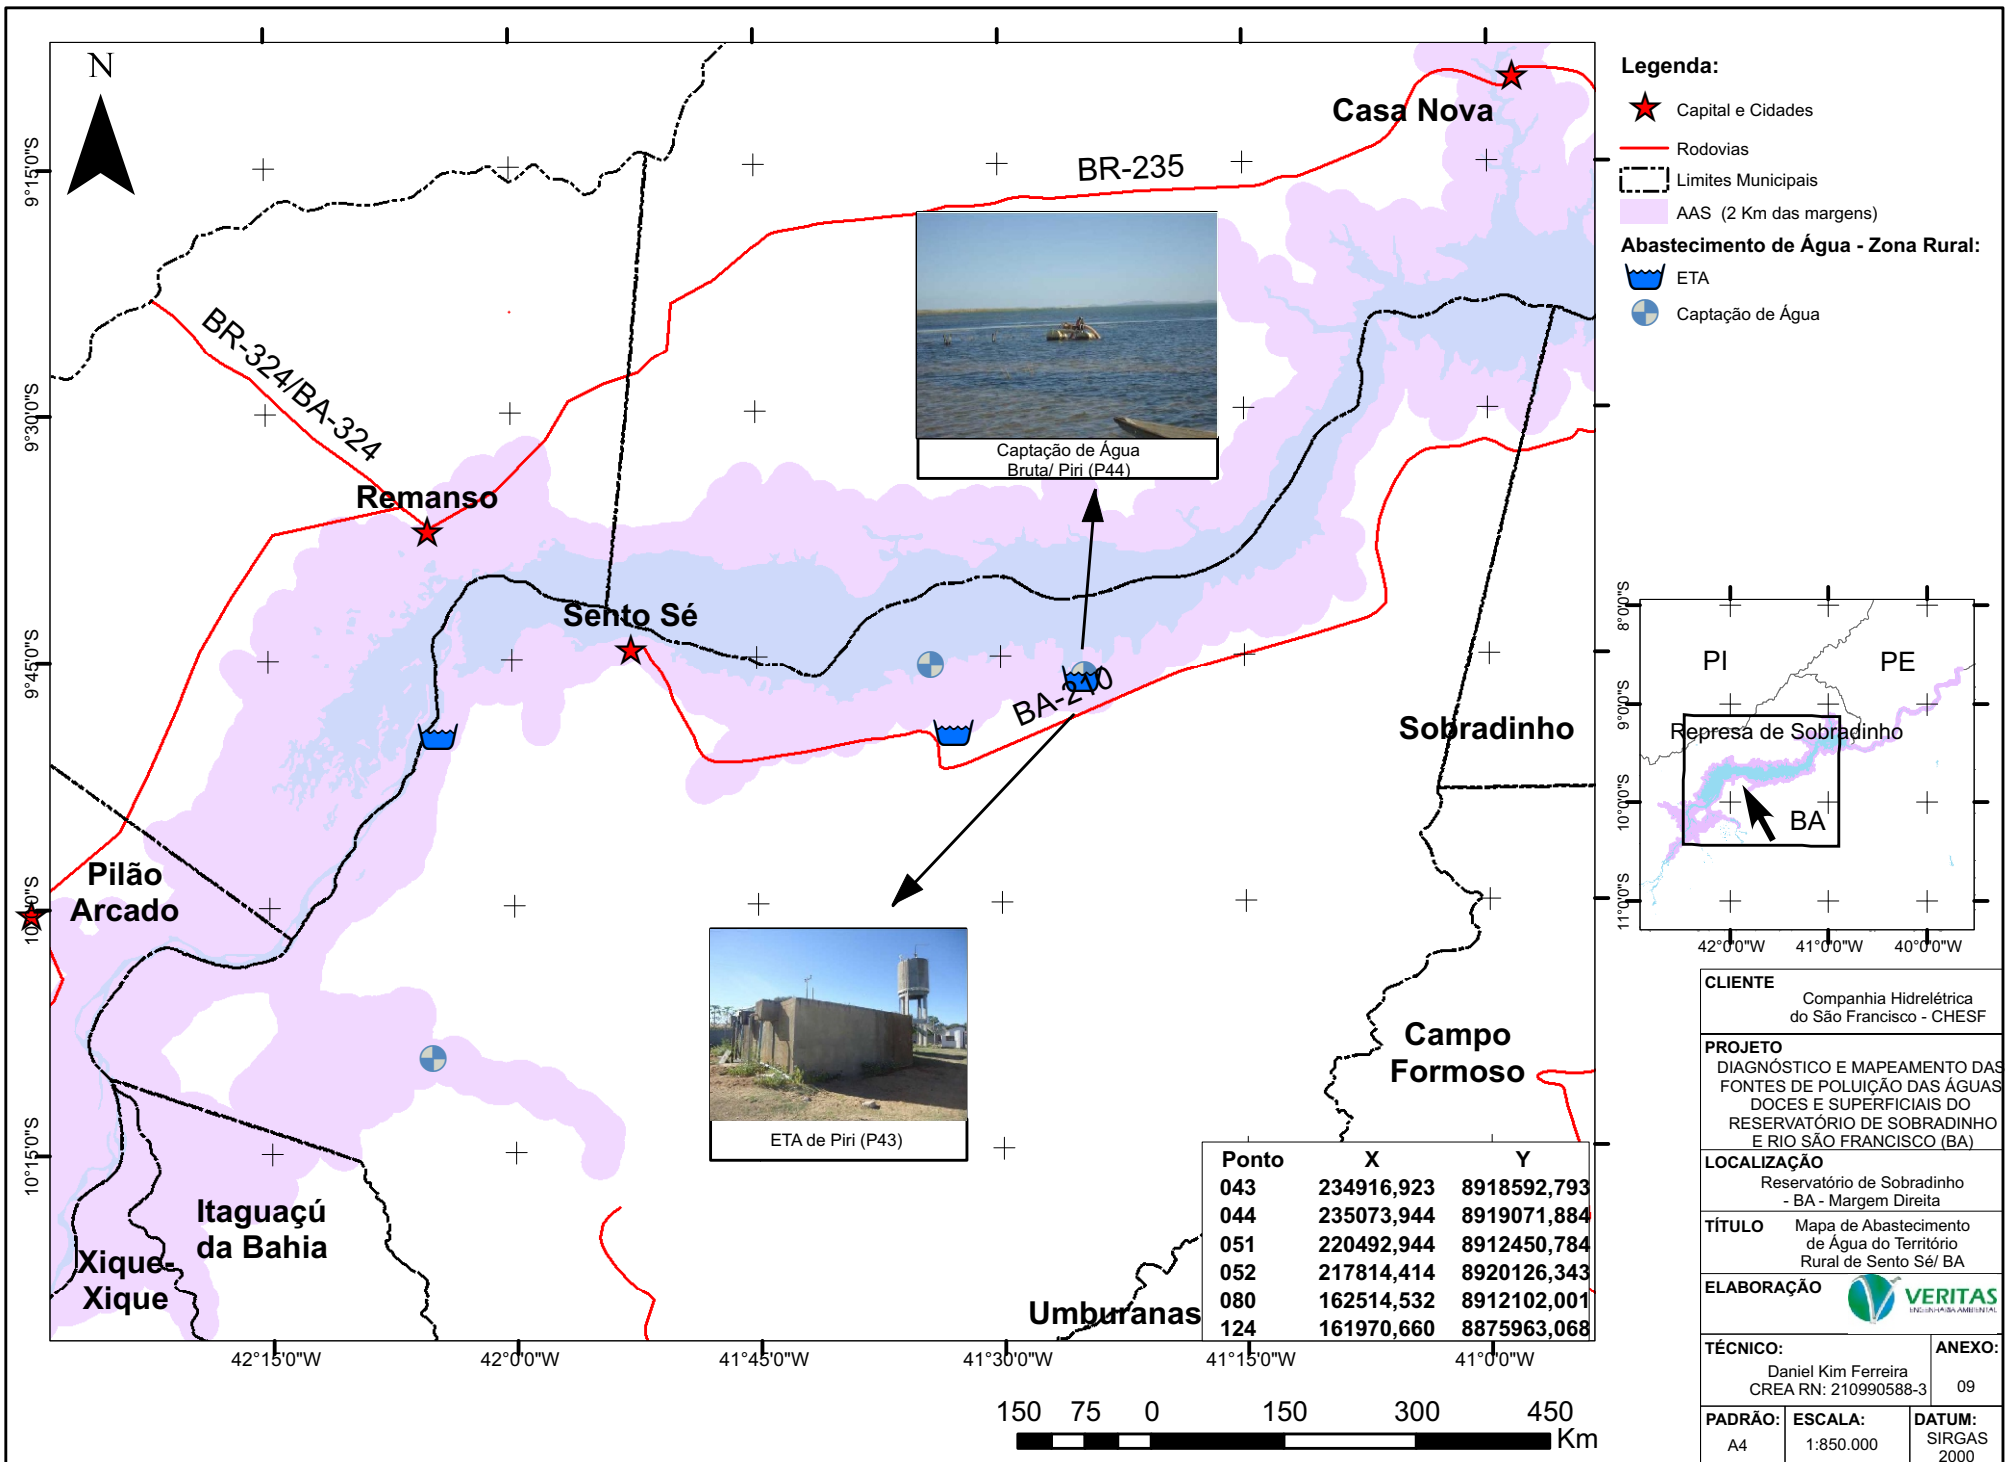 N
Casa Nova
BR-235
BR-324/BA-324
Remanso
Sento Sé
BA-210
Sobradinho
Pilão
Arcado
Campo
Formoso
Itaguaçú
da Bahia
Xique-
Xique
Umburanas
Captação de Água
Bruta/ Piri (P44)
ETA de Piri (P43)
9°15'0"S
9°30'0"S
9°45'0"S
10°0'0"S
10°15'0"S
42°15'0"W
42°0'0"W
41°45'0"W
41°30'0"W
41°15'0"W
41°0'0"W
Ponto X Y
043 234916,923 8918592,793
044 235073,944 8919071,884
051 220492,944 8912450,784
052 217814,414 8920126,343
080 162514,532 8912102,001
124 161970,660 8875963,068
150 75 0 150 300 450
Km
Legenda:
Capital e Cidades
Rodovias
Limites Municipais
AAS (2 Km das margens)
Abastecimento de Água - Zona Rural:
ETA
Captação de Água
8°0'0"S
9°0'0"S
10°0'0"S
11°0'0"S
PI
PE
Represa de Sobradinho
BA
42°0'0"W
41°0'0"W
40°0'0"W
CLIENTE
Companhia Hidrelétrica
do São Francisco - CHESF
PROJETO
DIAGNÓSTICO E MAPEAMENTO DAS
FONTES DE POLUIÇÃO DAS ÁGUAS
DOCES E SUPERFICIAIS DO
RESERVATÓRIO DE SOBRADINHO
E RIO SÃO FRANCISCO (BA)
LOCALIZAÇÃO
Reservatório de Sobradinho
- BA - Margem Direita
TÍTULO
Mapa de Abastecimento
de Água do Território
Rural de Sento Sé/ BA
ELABORAÇÃO
VERITAS
ENGENHARIA AMBIENTAL
TÉCNICO:
Daniel Kim Ferreira
CREA RN: 210990588-3
ANEXO:
09
PADRÃO:
A4
ESCALA:
1:850.000
DATUM:
SIRGAS
2000